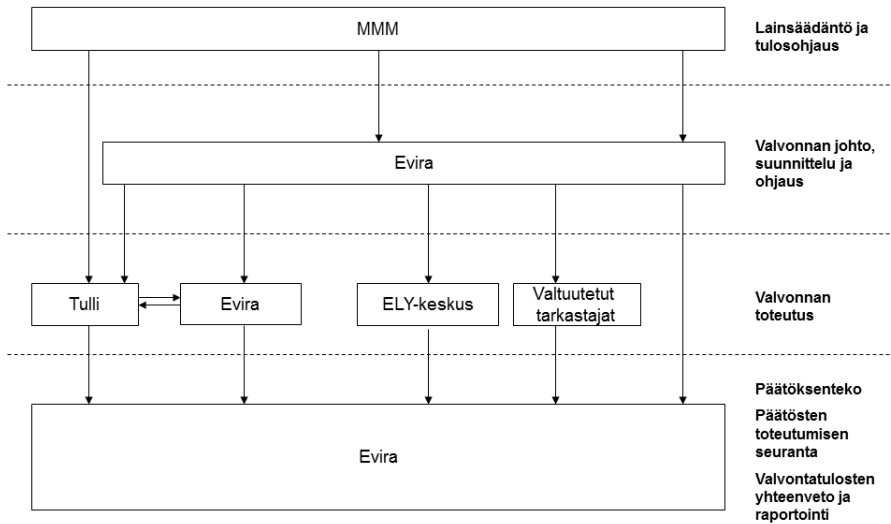 MMM
Lainsäädäntö ja
tulosohjaus
Evira
Valvonnan johto,
suunnittelu ja
ohjaus
Tulli
Evira
ELY-keskus
Valtuutetut
tarkastajat
Valvonnan
toteutus
Evira
Päätöksenteko
Päätösten
toteutumisen
seuranta
Valvontatulosten
yhteenveto ja
raportointi